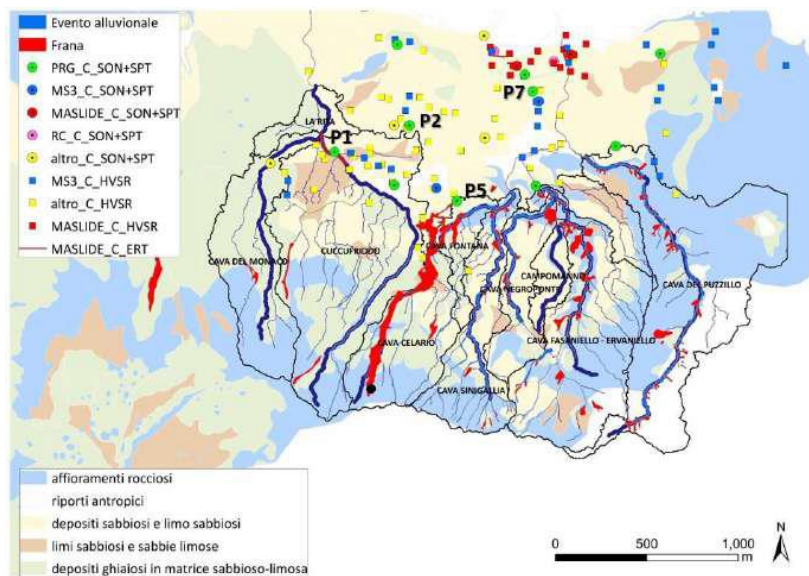 Evento alluvionale
Frana
PRG_C_SON+SPT
MS3_C_SON+SPT
MASLIDE_C_SON+SPT
RC_C_SON+SPT
altro_C_SON+SPT
MS3_C_HVSR
altro_C_HVSR
MASLIDE_C_HVSR
MASLIDE_C_ERT
LA RITA
P1
P2
P7
P5
CAVA DEL MONACO
CUCCUFRIDDO
CAVA FONTANA
CAVA NEGROPONTE
CAMPOMANNO
CAVA DEL PUZZILLO
CAVA CELARIO
CAVA FASANIELLO - ERVANIELLO
CAVA SINIGALLIA
affioramenti rocciosi
riporti antropici
depositi sabbiosi e limo sabbiosi
limi sabbiosi e sabbie limose
depositi ghiaiosi in matrice sabbioso-limosa
0 500 1,000
m
N